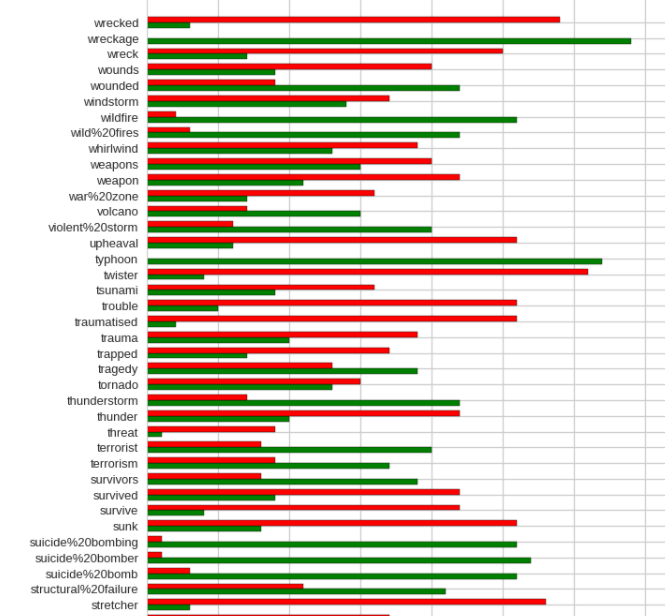 wrecked
wreckage
wreck
wounds
wounded
windstorm
wildfire
wild%20fires
whirlwind
weapons
weapon
war%20zone
volcano
violent%20storm
upheaval
typhoon
twister
tsunami
trouble
traumatised
trauma
trapped
tragedy
tornado
thunderstorm
thunder
threat
terrorist
terrorism
survivors
survived
survive
sunk
suicide%20bombing
suicide%20bomber
suicide%20bomb
structural%20failure
stretcher